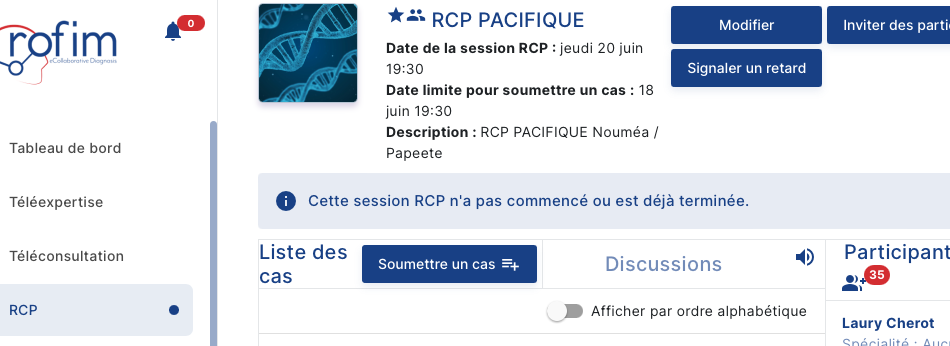 rofim
eCollaborative Diagnosis
0
Tableau de bord
Téléexpertise
Téléconsultation
RCP
RCP PACIFIQUE
Date de la session RCP : jeudi 20 juin
19:30
Date limite pour soumettre un cas : 18
juin 19:30
Description : RCP PACIFIQUE Nouméa /
Papeete
Modifier
Inviter des parti
Signaler un retard
Cette session RCP n'a pas commencé ou est déjà terminée.
Liste des
cas
Soumettre un cas
Discussions
Afficher par ordre alphabétique
Participant
35
Laury Cherot
Spécialité : Auc